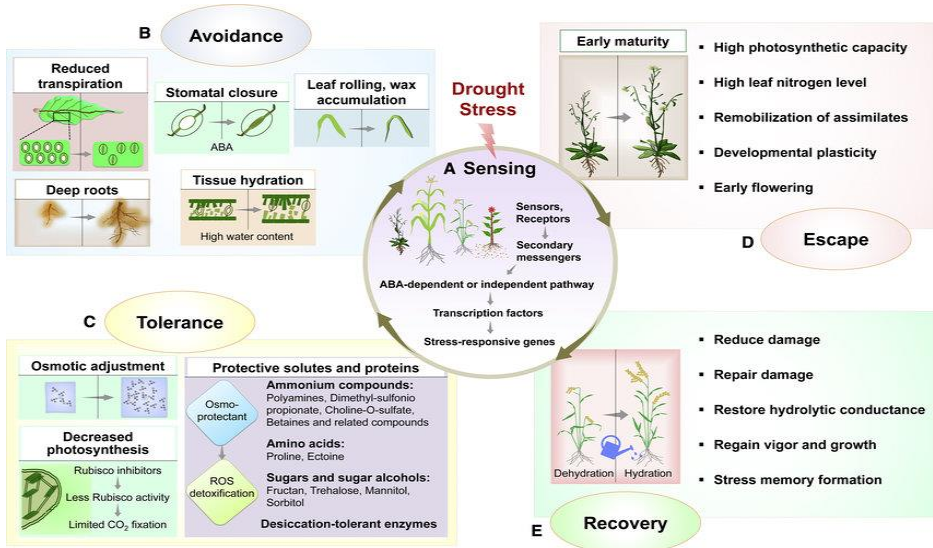 B
Avoidance
Reduced
transpiration
Stomatal closure
ABA
Leaf rolling, wax
accumulation
Deep roots
Tissue hydration
High water content
Drought
Stress
A Sensing
Sensors,
Receptors
Secondary
messengers
ABA-dependent or independent pathway
Transcription factors
Stress-responsive genes
Early maturity
▪ High photosynthetic capacity
▪ High leaf nitrogen level
▪ Remobilization of assimilates
▪ Developmental plasticity
▪ Early flowering
D
Escape
C
Tolerance
Osmotic adjustment
Decreased
photosynthesis
Rubisco inhibitors
Less Rubisco activity
Limited CO₂ fixation
Protective solutes and proteins
Osmo-
protectant
ROS
detoxification
Ammonium compounds:
Polyamines, Dimethyl-sulfonio
propionate, Choline-O-sulfate,
Betaines and related compounds
Amino acids:
Proline, Ectoine
Sugars and sugar alcohols:
Fructan, Trehalose, Mannitol,
Sorbitol
Desiccation-tolerant enzymes
Dehydration
Hydration
▪ Reduce damage
▪ Repair damage
▪ Restore hydrolytic conductance
▪ Regain vigor and growth
▪ Stress memory formation
E
Recovery